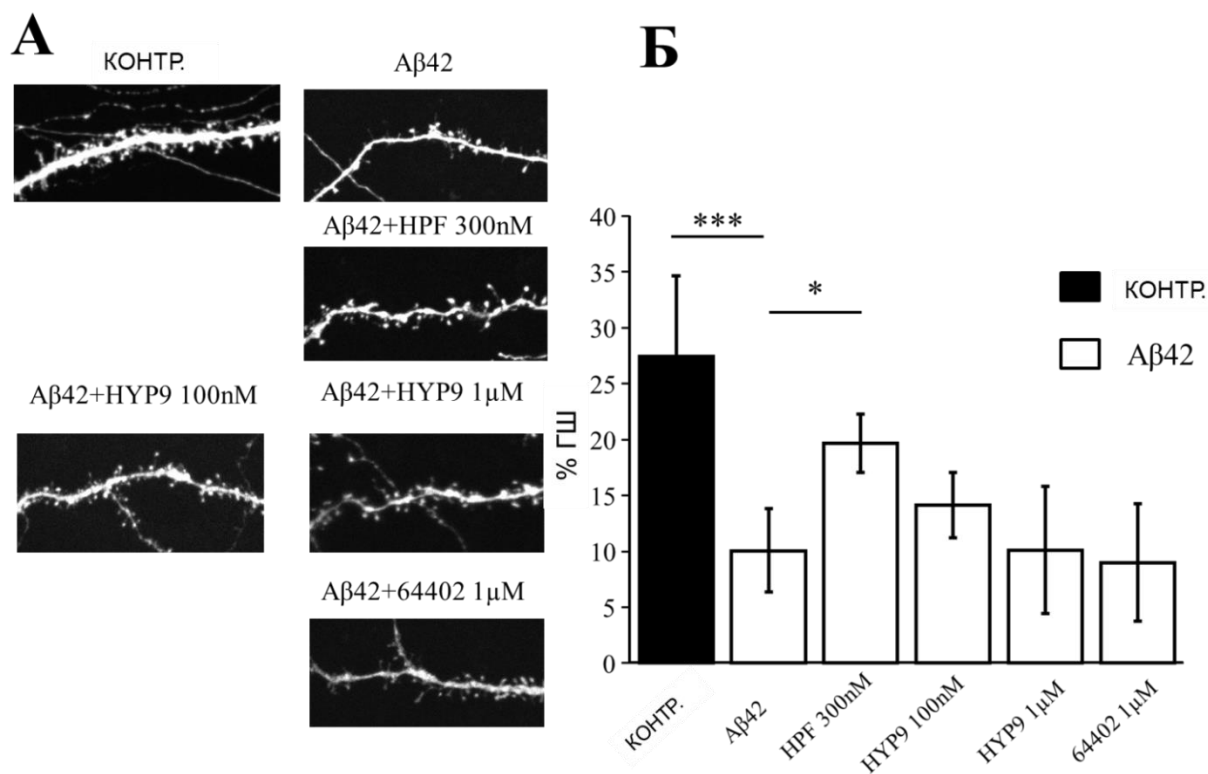 А
КОНТР.
Aβ42
Aβ42+HPF 300nM
Aβ42+HYP9 100nM
Aβ42+HYP9 1µM
Aβ42+64402 1µM
Б
% ГШ
40
35
30
25
20
15
10
5
0
***
*
КОНТР.
Aβ42
КОНТР.
Aβ42
HPF 300nM
HYP9 100nM
HYP9 1µM
64402 1µM